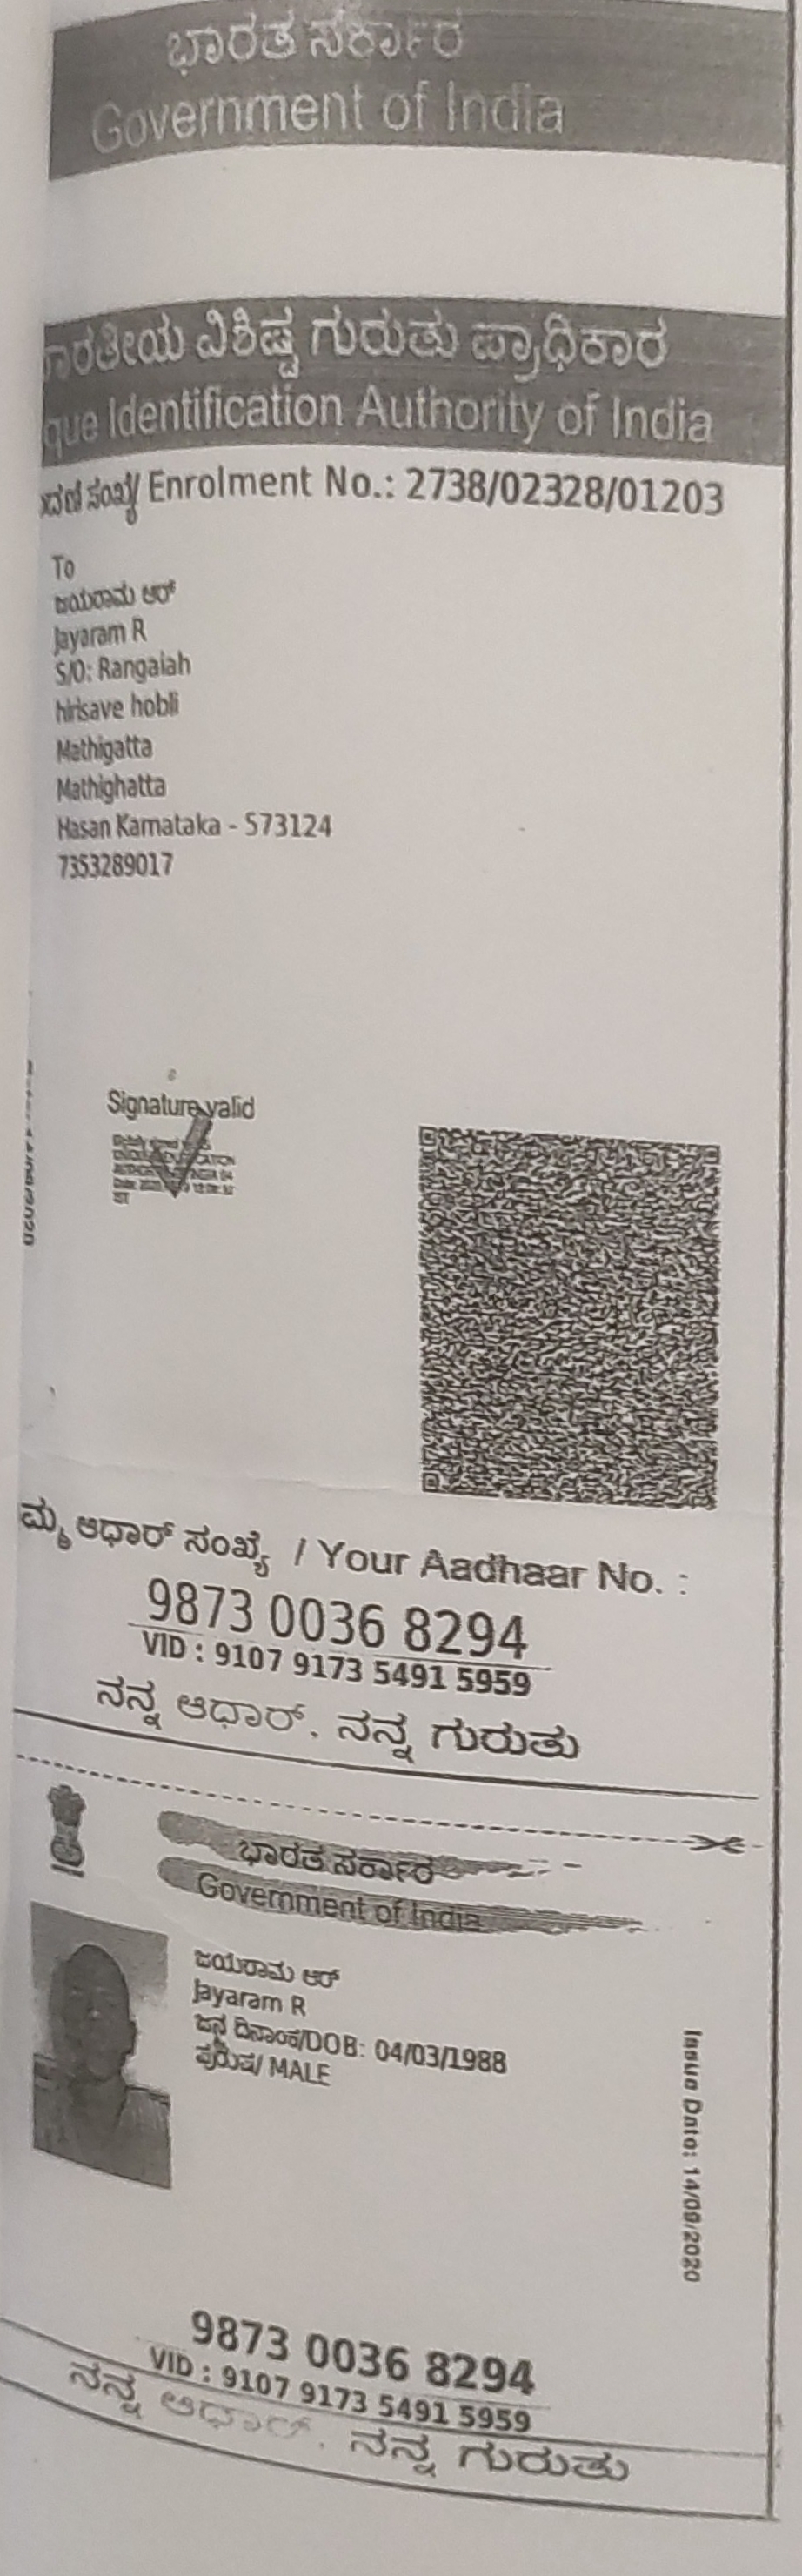 ಭಾರತ ಸರ್ಕಾರ
Government of India
ಾರತೀಯ ವಿಶಿಷ್ಟ ಗುರುತು ಪ್ರಾಧಿಕಾರ
que Identification Authority of India
ಸಂಖ್ಯೆ/ Enrolment No.: 2738/02328/01203
To
ಜಯರಾಮ ಆರ್
Jayaram R
S/O: Rangaiah
hirisave hobli
Mathigatta
Mathighatta
Hasan Karnataka - 573124
7353289017
Signature valid
ಮ್ಮ ಆಧಾರ್ ಸಂಖ್ಯೆ / Your Aadhaar No. :
9873 0036 8294
VID : 9107 9173 5491 5959
ನನ್ನ ಆಧಾರ್, ನನ್ನ ಗುರುತು
ಭಾರತ ಸರ್ಕಾರ
Government of India
ಜಯರಾಮ ಆರ್
Jayaram R
ಜನ್ಮ ದಿನಾಂಕ/DOB: 04/03/1988
ಪುರುಷ/ MALE
Issue Date: 14/09/2020
9873 0036 8294
VID : 9107 9173 5491 5959
ನನ್ನ ಆಧಾರ್, ನನ್ನ ಗುರುತು